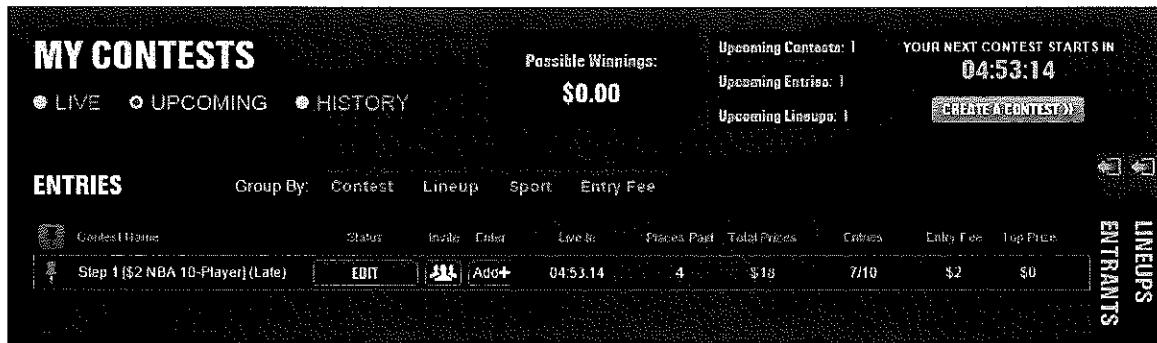 MY CONTESTS
LIVE UPCOMING HISTORY
Possible Winnings:
$0.00
Upcoming Contests: 1
Upcoming Entries: 1
Upcoming Lineups: 1
YOUR NEXT CONTEST STARTS IN
04:53:14
CREATE A CONTEST »
ENTRIES
Group By: Contest Lineup Sport Entry Fee
Contest Name Status Invite Enter Live In Places Paid Total Prizes Entries Entry Fee Top Prize
Step 1 [$2 NBA 10-Player] (Late) EDIT Add+ 04:53:14 4 $18 7/10 $2 $0
ENTRANTS
LINEUPS